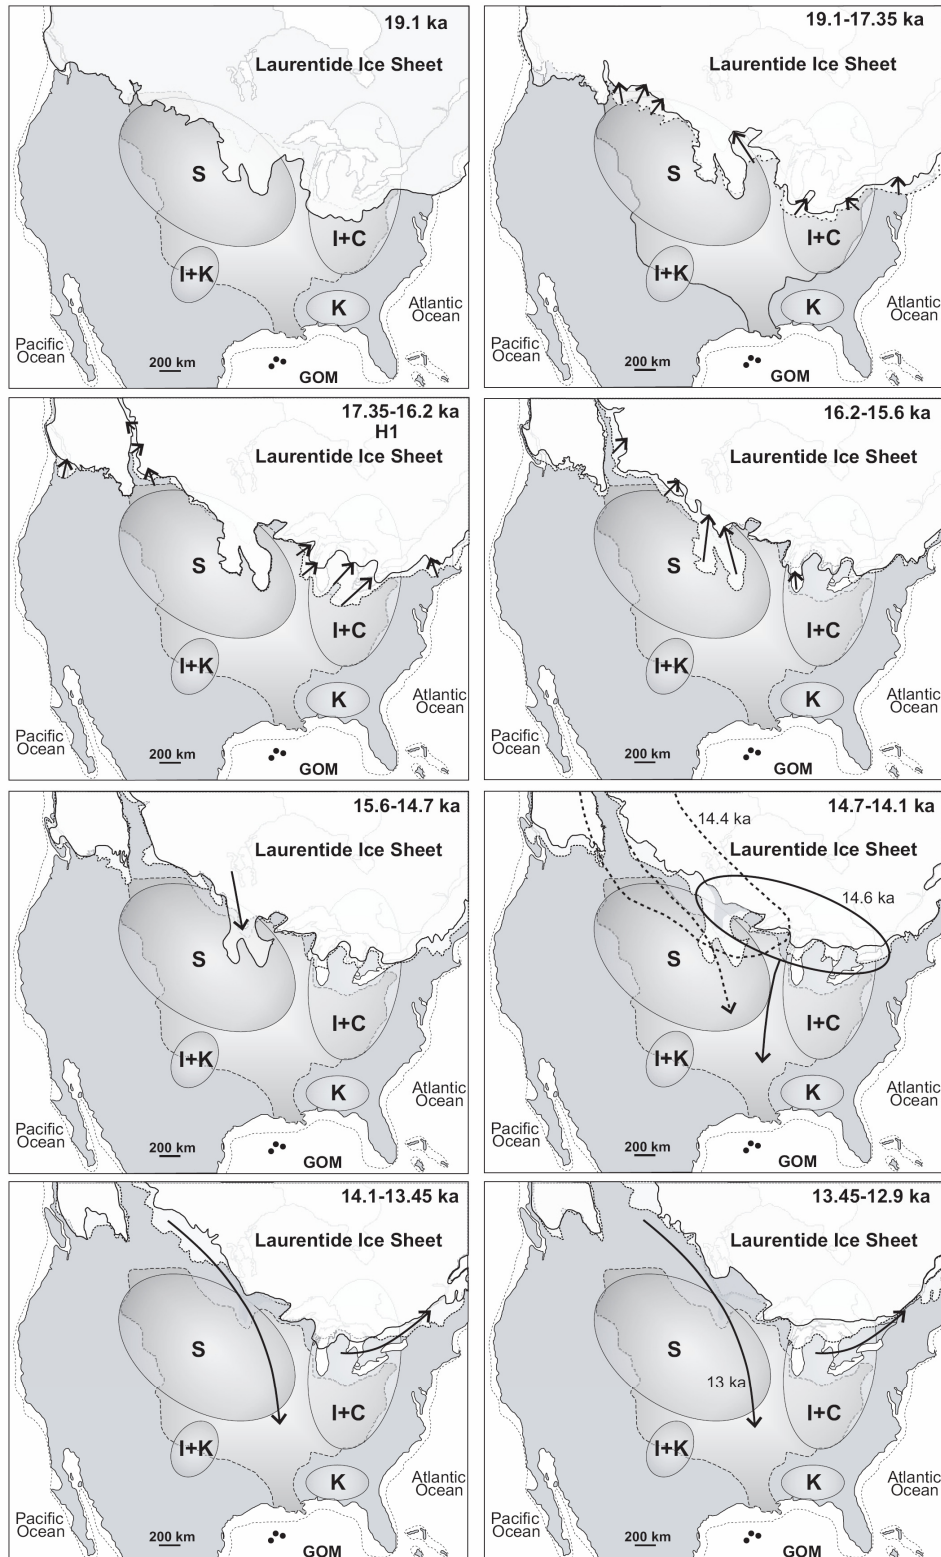 19.1 ka
Laurentide Ice Sheet
S
I+C
I+K
K
Atlantic
Ocean
Pacific
Ocean
200 km
GOM
19.1-17.35 ka
Laurentide Ice Sheet
S
I+C
I+K
K
Atlantic
Ocean
Pacific
Ocean
200 km
GOM
17.35-16.2 ka
H1
Laurentide Ice Sheet
S
I+C
I+K
K
Atlantic
Ocean
Pacific
Ocean
200 km
GOM
16.2-15.6 ka
Laurentide Ice Sheet
S
I+C
I+K
K
Atlantic
Ocean
Pacific
Ocean
200 km
GOM
15.6-14.7 ka
Laurentide Ice Sheet
S
I+C
I+K
K
Atlantic
Ocean
Pacific
Ocean
200 km
GOM
14.7-14.1 ka
14.4 ka
Laurentide Ice Sheet
14.6 ka
S
I+C
I+K
K
Atlantic
Ocean
Pacific
Ocean
200 km
GOM
14.1-13.45 ka
Laurentide Ice Sheet
S
I+C
I+K
K
Atlantic
Ocean
Pacific
Ocean
200 km
GOM
13.45-12.9 ka
Laurentide Ice Sheet
S
13 ka
I+C
I+K
K
Atlantic
Ocean
Pacific
Ocean
200 km
GOM